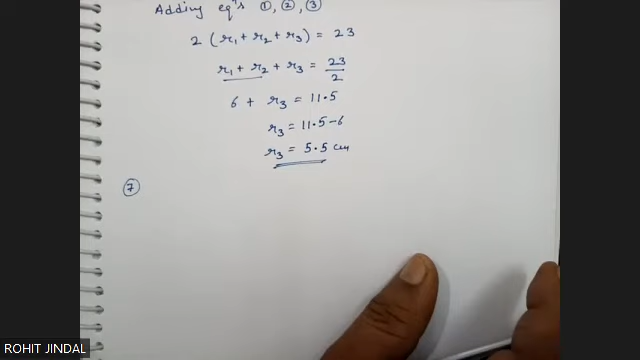 Adding eqⁿs ①, ②, ③
2 (r₁ + r₂ + r₃) = 23
r₁ + r₂ + r₃ = 23/2
6 + r₃ = 11.5
r₃ = 11.5 - 6
r₃ = 5.5 cm
⑦
ROHIT JINDAL